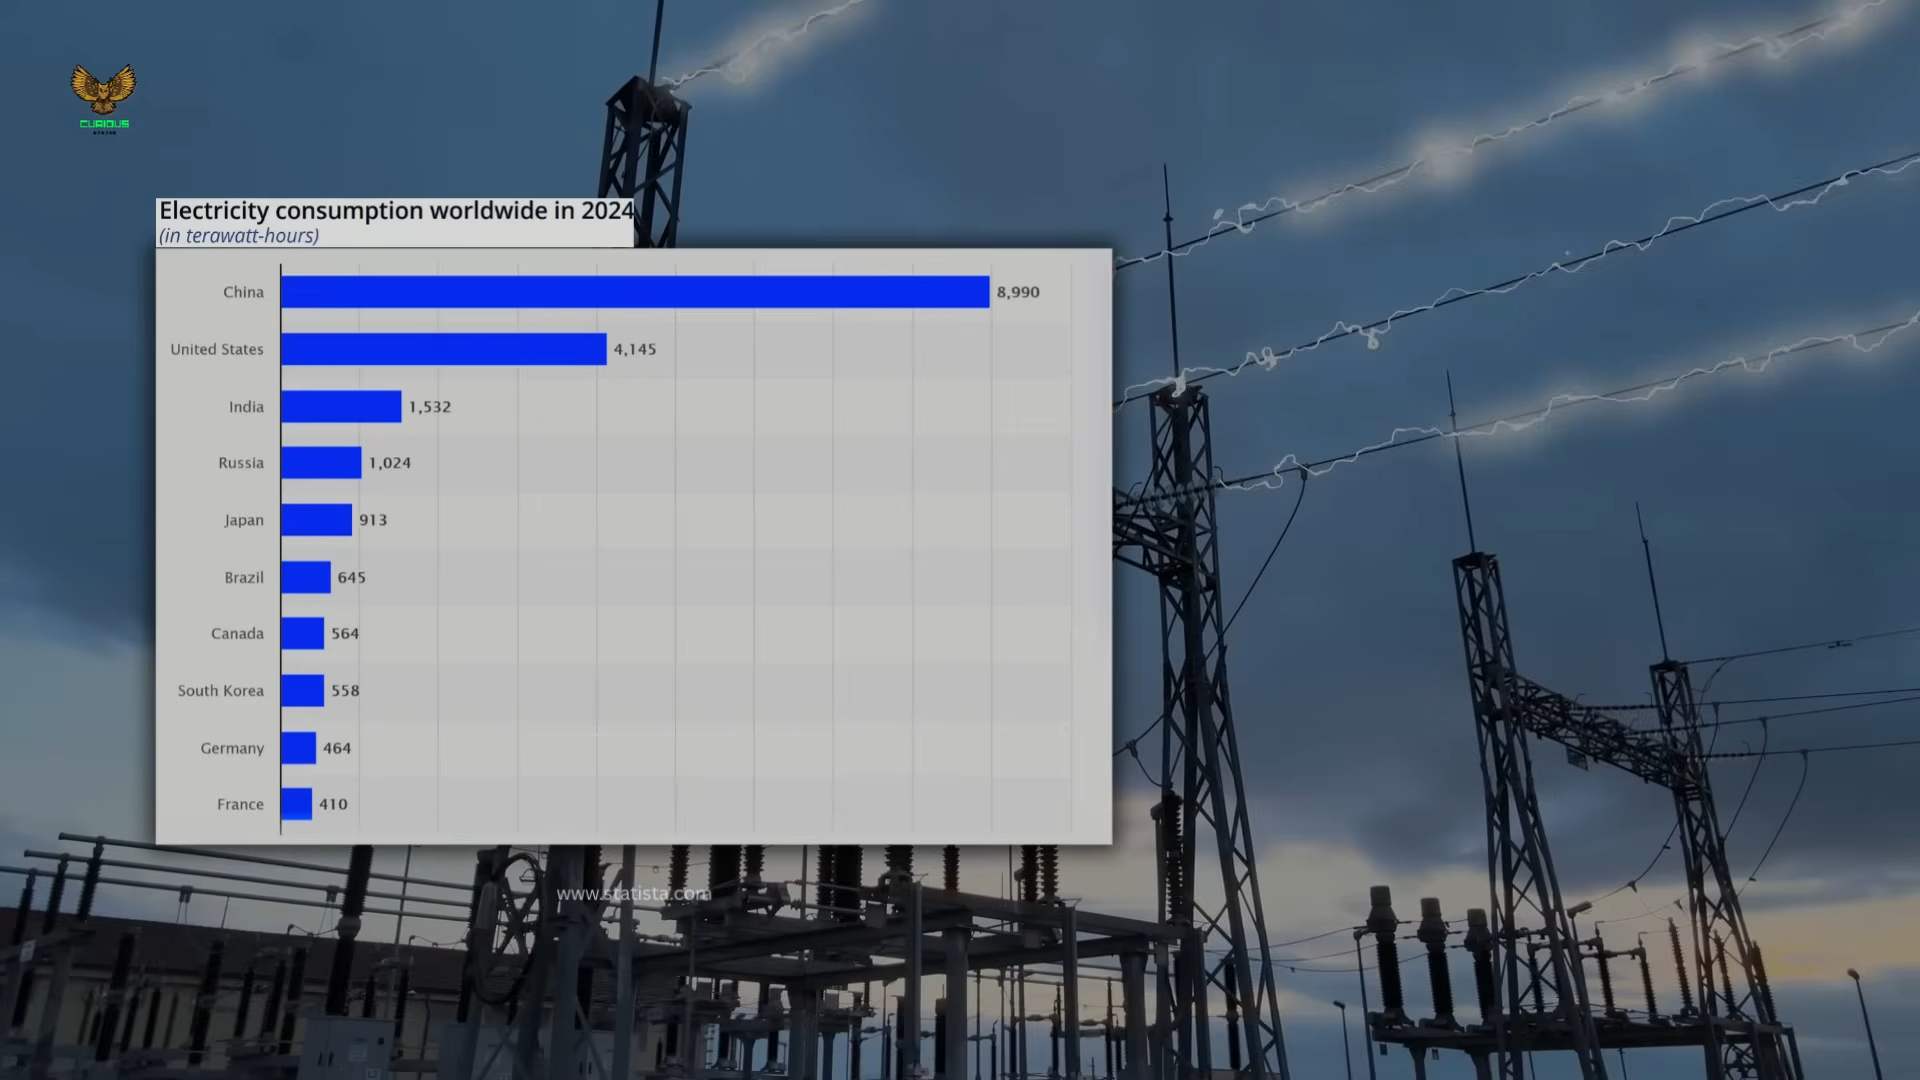 CURIOUS
Electricity consumption worldwide in 2024
(in terawatt-hours)
China 8,990
United States 4,145
India 1,532
Russia 1,024
Japan 913
Brazil 645
Canada 564
South Korea 558
Germany 464
France 410
www.statista.com